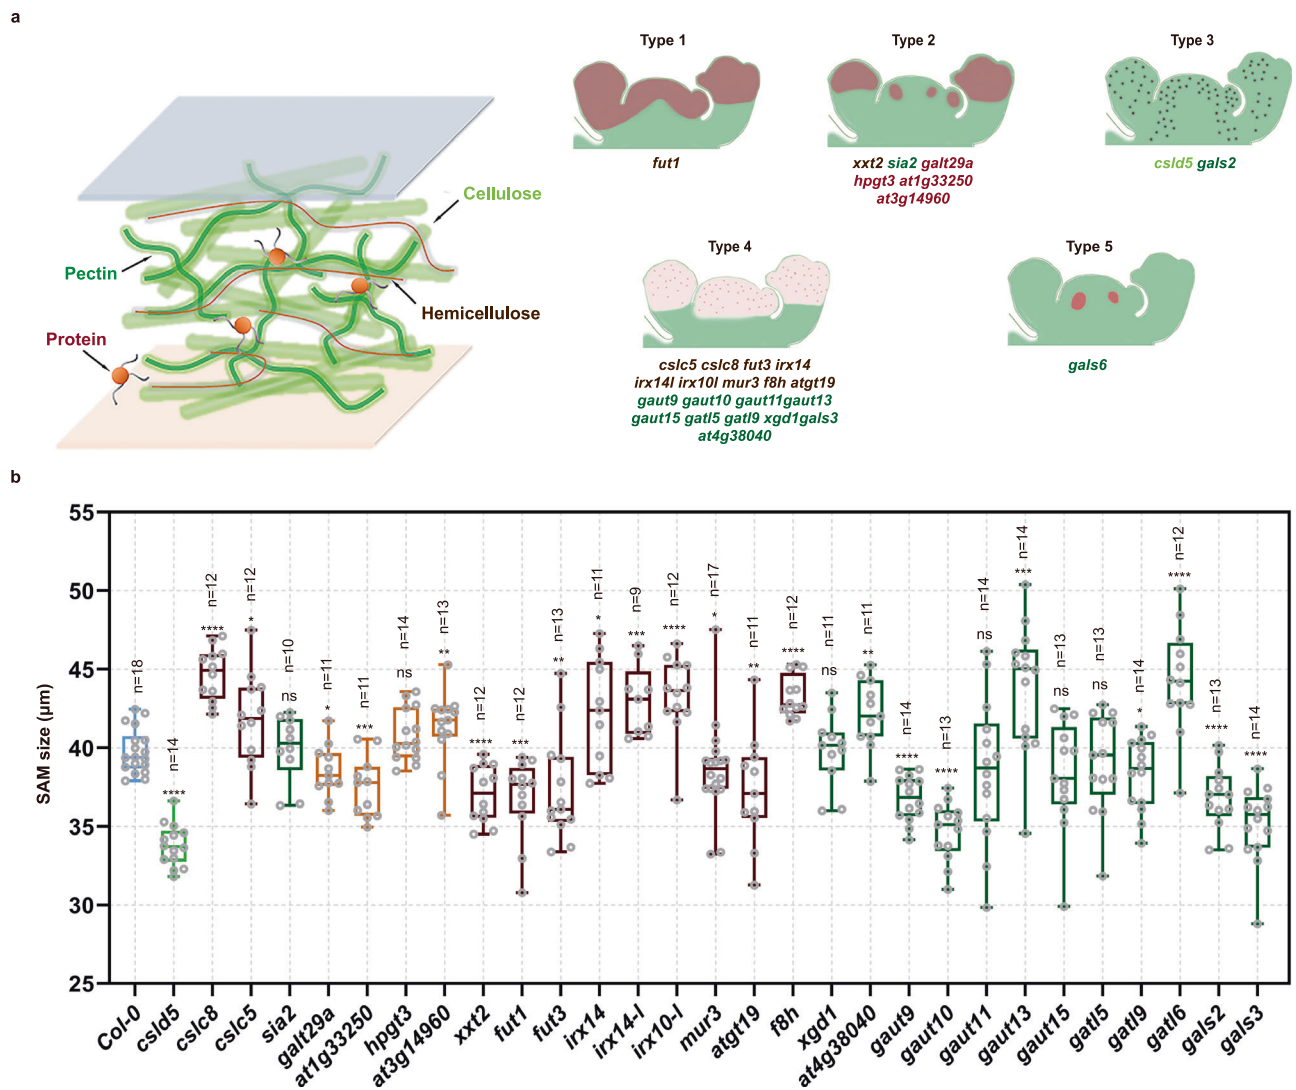 a
Type 1
Type 2
Type 3
fut1
xxt2 sia2 galt29a
hpgt3 at1g33250
at3g14960
csld5 gals2
Cellulose
Pectin
Hemicellulose
Protein
Type 4
Type 5
cslc5 cslc8 fut3 irx14
irx14l irx10l mur3 f8h atgt19
gaut9 gaut10 gaut11gaut13
gaut15 gatl5 gatl9 xgd1gals3
at4g38040
gals6
b
SAM size (µm)
55
50
45
40
35
30
25
n=18
n=14
****
n=12
****
n=12
*
n=10
ns
n=11
*
n=11
***
n=14
ns
n=13
**
n=12
****
n=12
***
n=13
**
n=11
*
n=9
***
n=12
****
n=17
*
n=11
**
n=12
****
n=11
ns
n=11
**
n=14
****
n=13
****
n=14
ns
n=14
***
n=13
ns
n=13
ns
n=14
*
n=12
****
n=13
****
n=14
****
Col-0
csld5
cslc8
cslc5
sia2
galt29a
at1g33250
hpgt3
at3g14960
xxt2
fut1
fut3
irx14
irx14-l
irx10-l
mur3
atgt19
f8h
xgd1
at4g38040
gaut9
gaut10
gaut11
gaut13
gaut15
gatl5
gatl9
gatl6
gals2
gals3